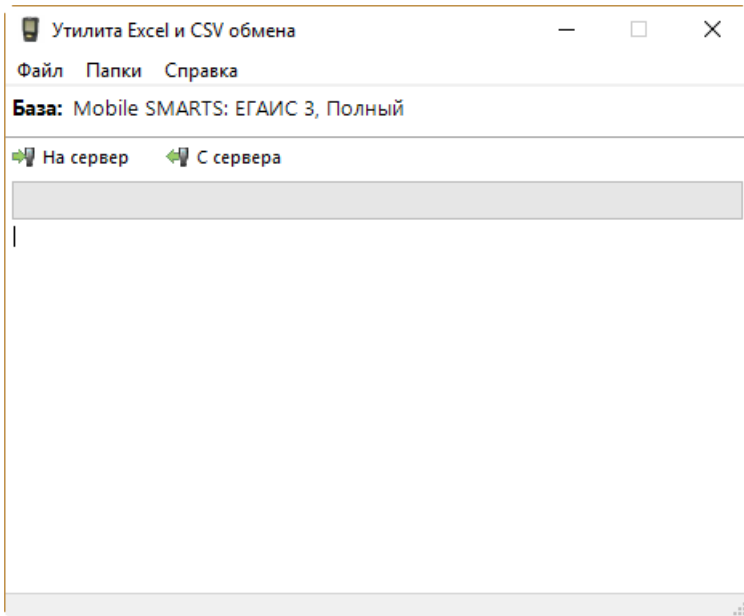 Утилита Excel и CSV обмена
Файл Папки Справка
База: Mobile SMARTS: ЕГАИС 3, Полный
На сервер С сервера